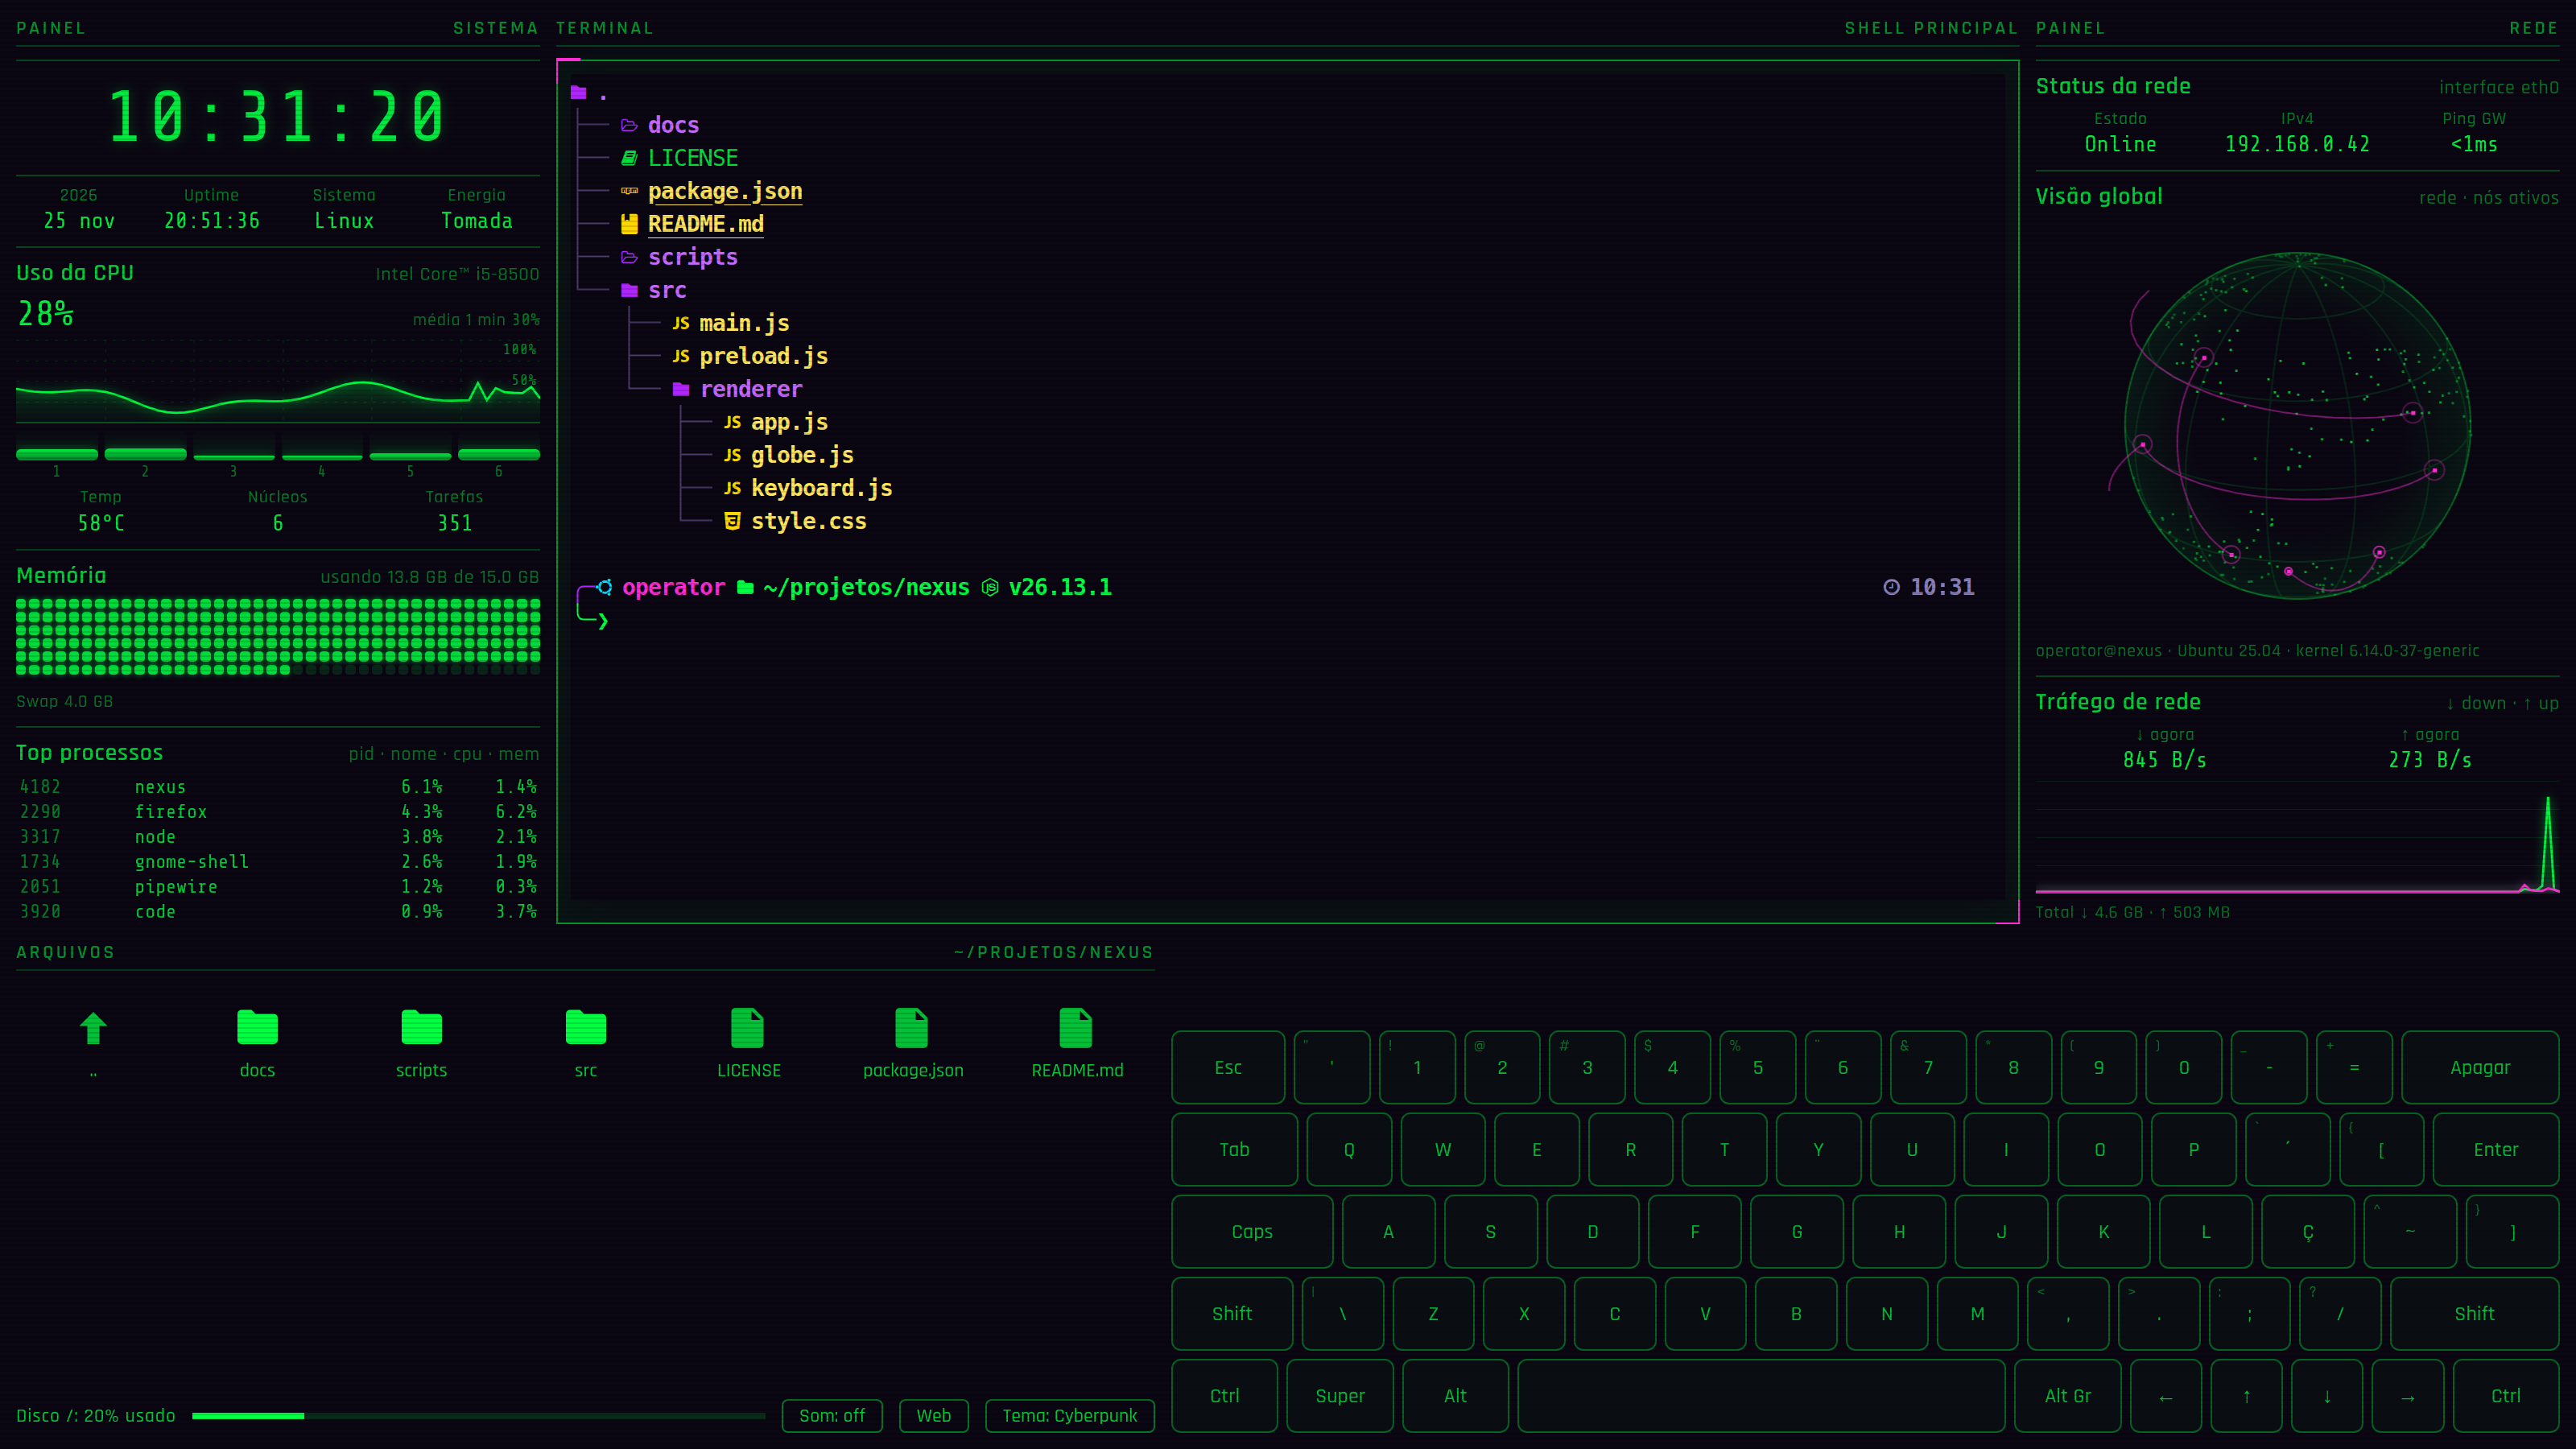 PAINEL SISTEMA
10:31:20
2026 Uptime Sistema Energia
25 nov 20:51:36 Linux Tomada
Uso da CPU Intel Core™ i5-8500
28% média 1 min 30%
100%
50%
1 2 3 4 5 6
Temp Núcleos Tarefas
58°C 6 351
Memória usando 13.8 GB de 15.0 GB
Swap 4.0 GB
Top processos pid · nome · cpu · mem
4182 nexus 6.1% 1.4%
2290 firefox 4.3% 6.2%
3317 node 3.8% 2.1%
1734 gnome-shell 2.6% 1.9%
2051 pipewire 1.2% 0.3%
3920 code 0.9% 3.7%
TERMINAL SHELL PRINCIPAL
.
docs
LICENSE
package.json
README.md
scripts
src
JS main.js
JS preload.js
renderer
JS app.js
JS globe.js
JS keyboard.js
style.css
operator ~/projetos/nexus v26.13.1 10:31
❯
PAINEL REDE
Status da rede interface eth0
Estado IPv4 Ping GW
Online 192.168.0.42 <1ms
Visão global rede · nós ativos
operator@nexus · Ubuntu 25.04 · kernel 6.14.0-37-generic
Tráfego de rede ↓ down · ↑ up
↓ agora ↑ agora
845 B/s 273 B/s
Total ↓ 4.6 GB · ↑ 503 MB
ARQUIVOS ~/PROJETOS/NEXUS
.. docs scripts src LICENSE package.json README.md
Disco /: 20% usado Som: off Web Tema: Cyberpunk
Esc " ' ! 1 @ 2 # 3 $ 4 % 5 ¨ 6 & 7 * 8 ( 9 ) 0 _ - + = Apagar
Tab Q W E R T Y U I O P ` ´ { [ Enter
Caps A S D F G H J K L Ç ^ ~ } ]
Shift | \ Z X C V B N M < , > . : ; ? / Shift
Ctrl Super Alt Alt Gr ← ↑ ↓ → Ctrl